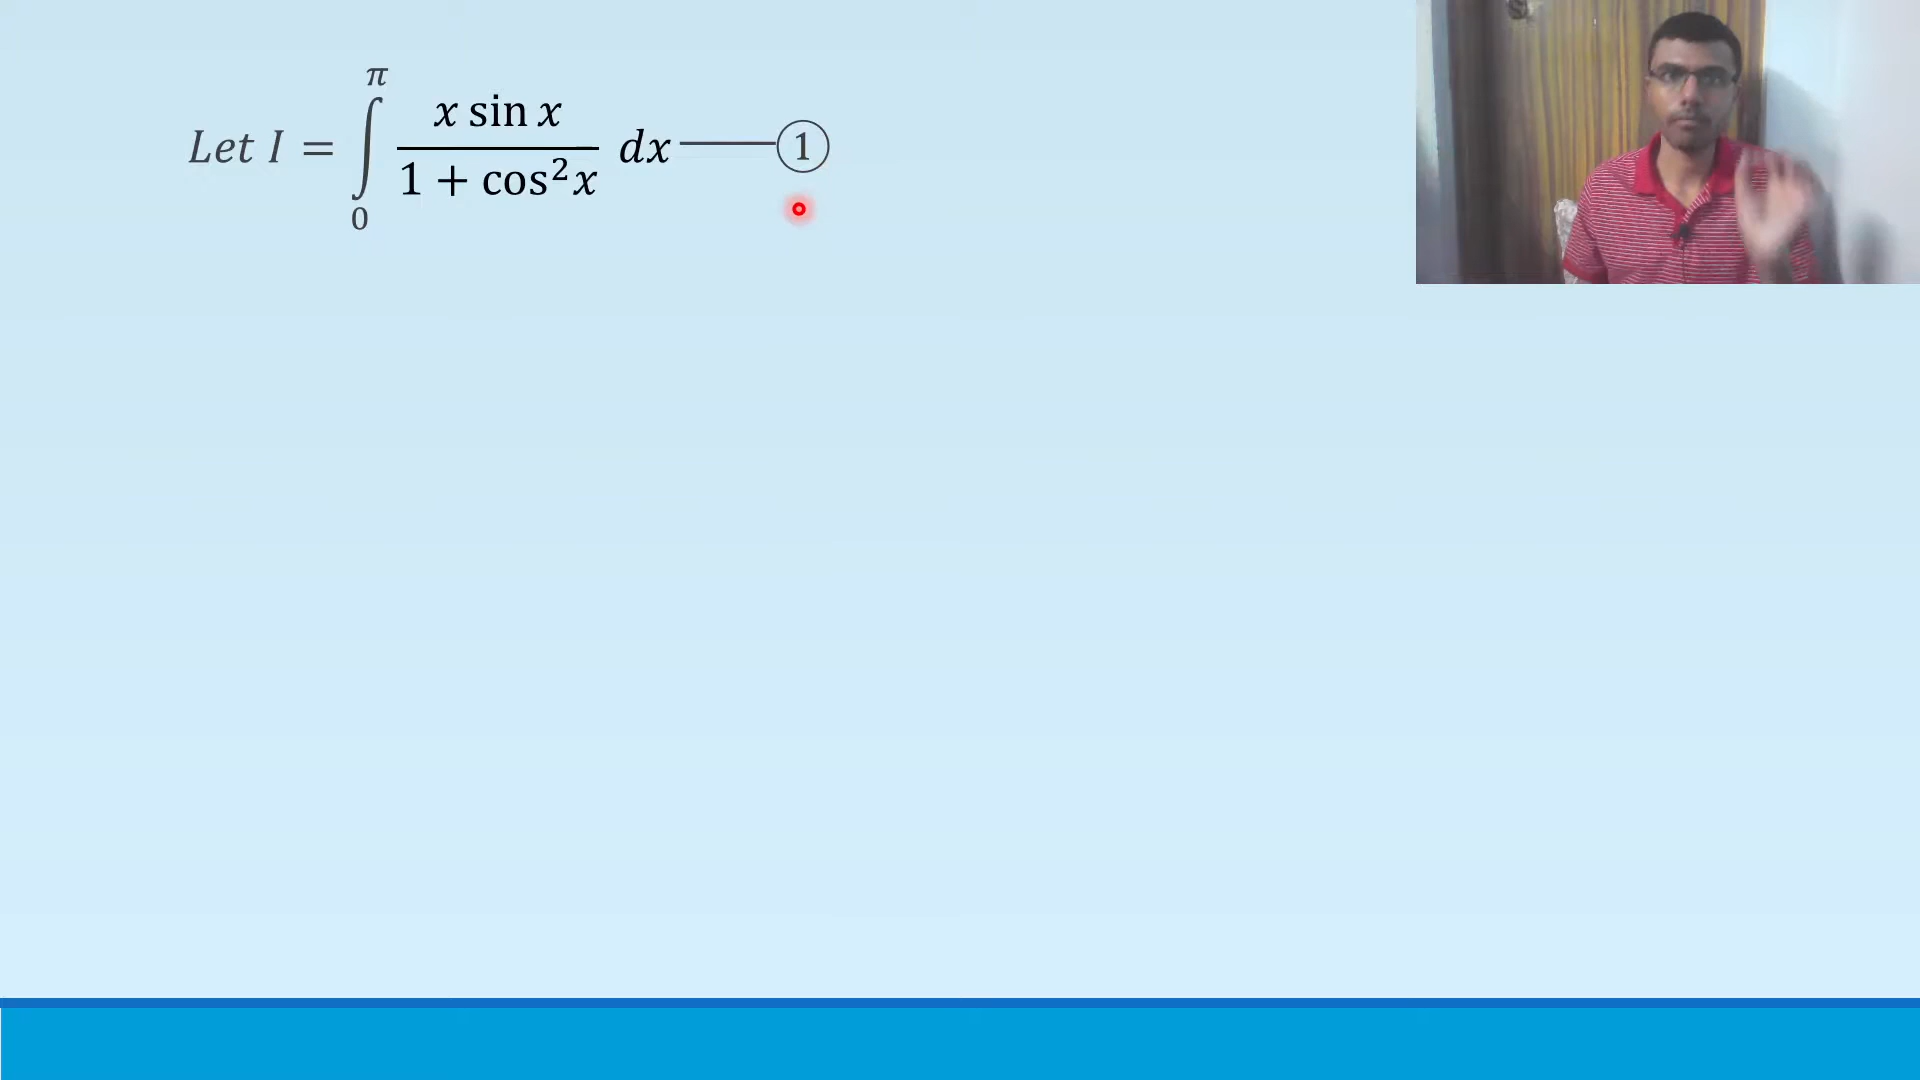 Let I = ∫₀^π (x sin x)/(1 + cos²x) dx ——— ①